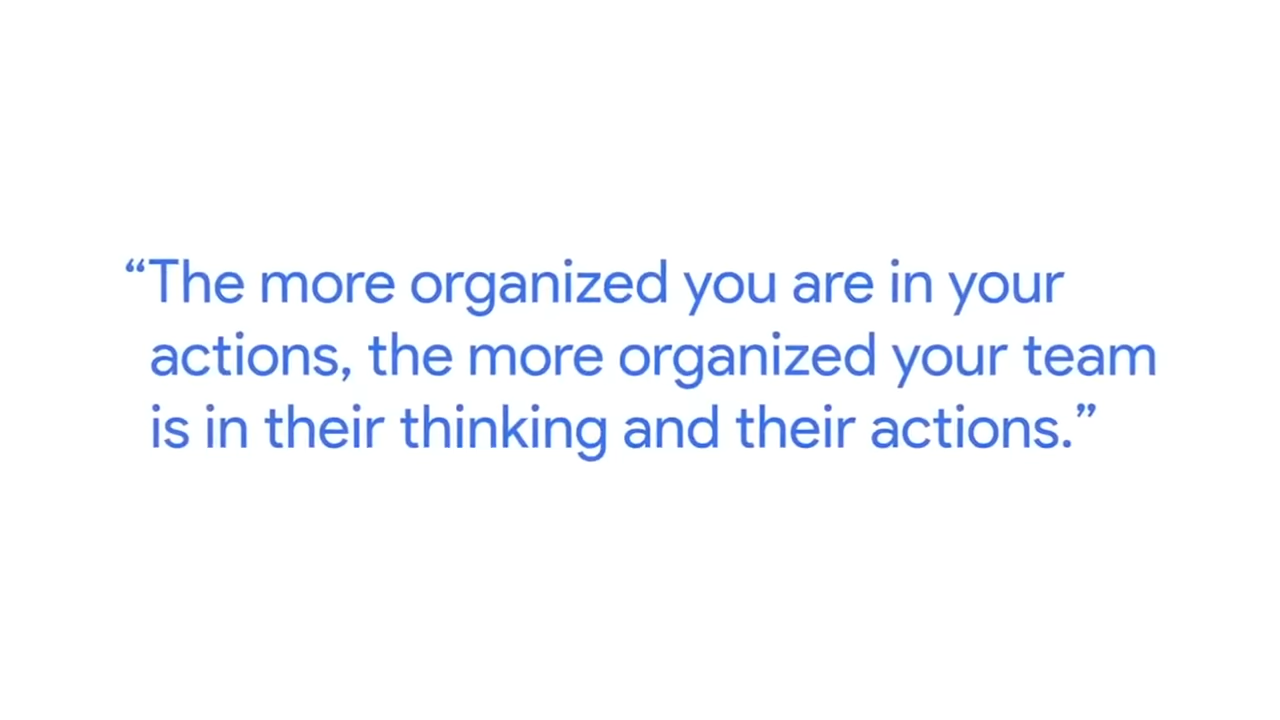 “The more organized you are in your
actions, the more organized your team
is in their thinking and their actions.”